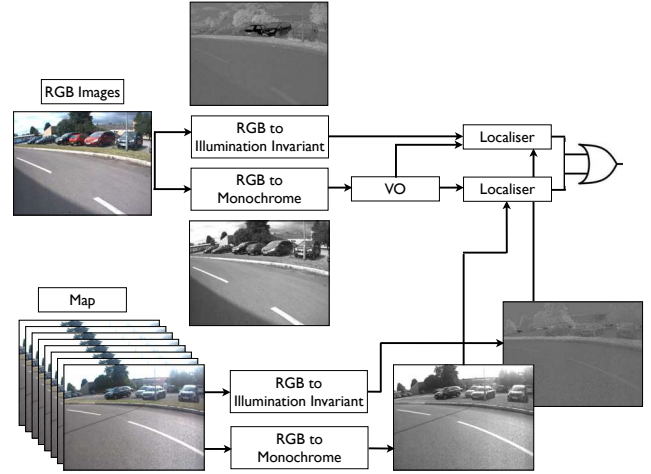 RGB Images
RGB to
Illumination Invariant
Localiser
RGB to
Monochrome
VO
Localiser
Map
RGB to
Illumination Invariant
RGB to
Monochrome